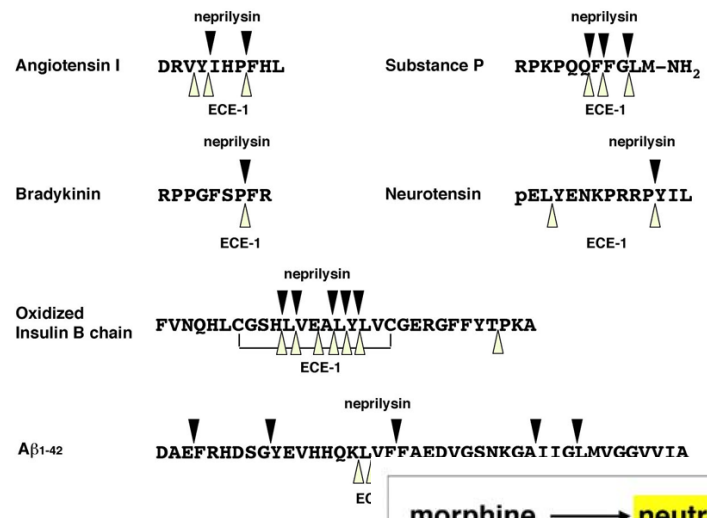 neprilysin
Angiotensin I DRVYIHPFHL
ECE-1
neprilysin
Substance P RPKPQQFFGLM-NH2
ECE-1
neprilysin
Bradykinin RPPGFSPFR
ECE-1
neprilysin
Neurotensin pELYENKPRRPYIL
ECE-1
neprilysin
Oxidized
Insulin B chain FVNQHLCGSHLVEALYLVCGERGFFYTPKA
ECE-1
neprilysin
Aβ1-42 DAEFRHDSGYEVHHQKLVFFAEDVGSNKGAIIGLMVGGVVIA
morphine